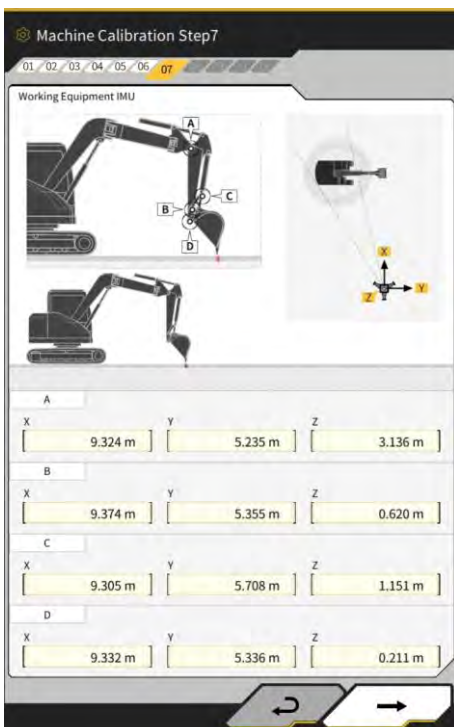 Machine Calibration Step7
01 02 03 04 05 06 07
Working Equipment IMU
A
B
C
D
X
Y
Z
A
X Y Z
[ 9.324 m ] [ 5.235 m ] [ 3.136 m ]
B
X Y Z
[ 9.374 m ] [ 5.355 m ] [ 0.620 m ]
C
X Y Z
[ 9.305 m ] [ 5.708 m ] [ 1.151 m ]
D
X Y Z
[ 9.332 m ] [ 5.336 m ] [ 0.211 m ]